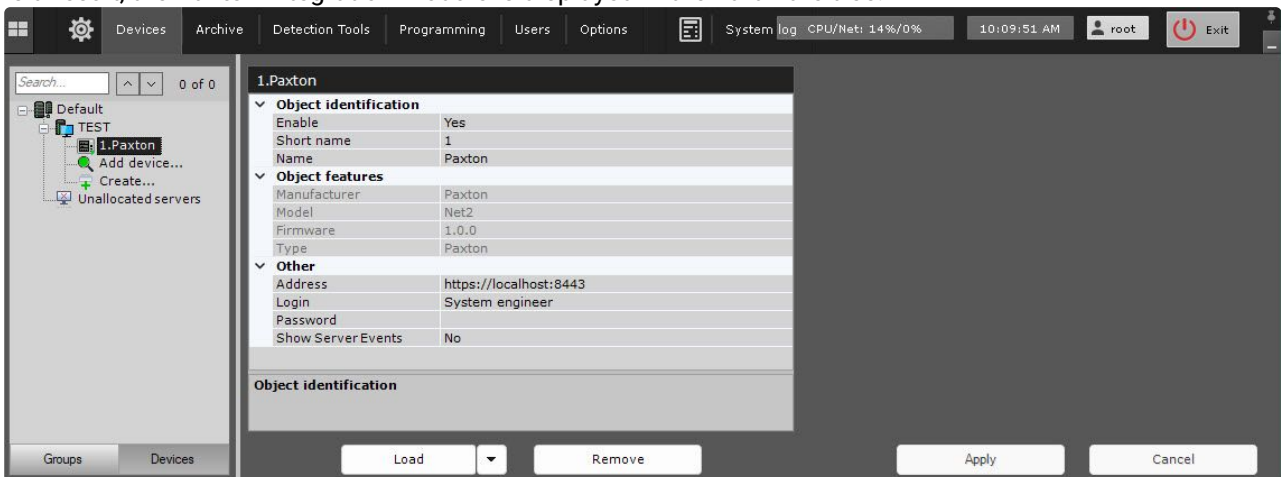 Devices Archive Detection Tools Programming Users Options System log CPU/Net: 14%/0% 10:09:51 AM root Exit
Search... 0 of 0
Default
TEST
1.Paxton
Add device...
Create...
Unallocated servers
Groups Devices
1.Paxton
Object identification
Enable Yes
Short name 1
Name Paxton
Object features
Manufacturer Paxton
Model Net2
Firmware 1.0.0
Type Paxton
Other
Address https://localhost:8443
Login System engineer
Password
Show Server Events No
Object identification
Load Remove Apply Cancel